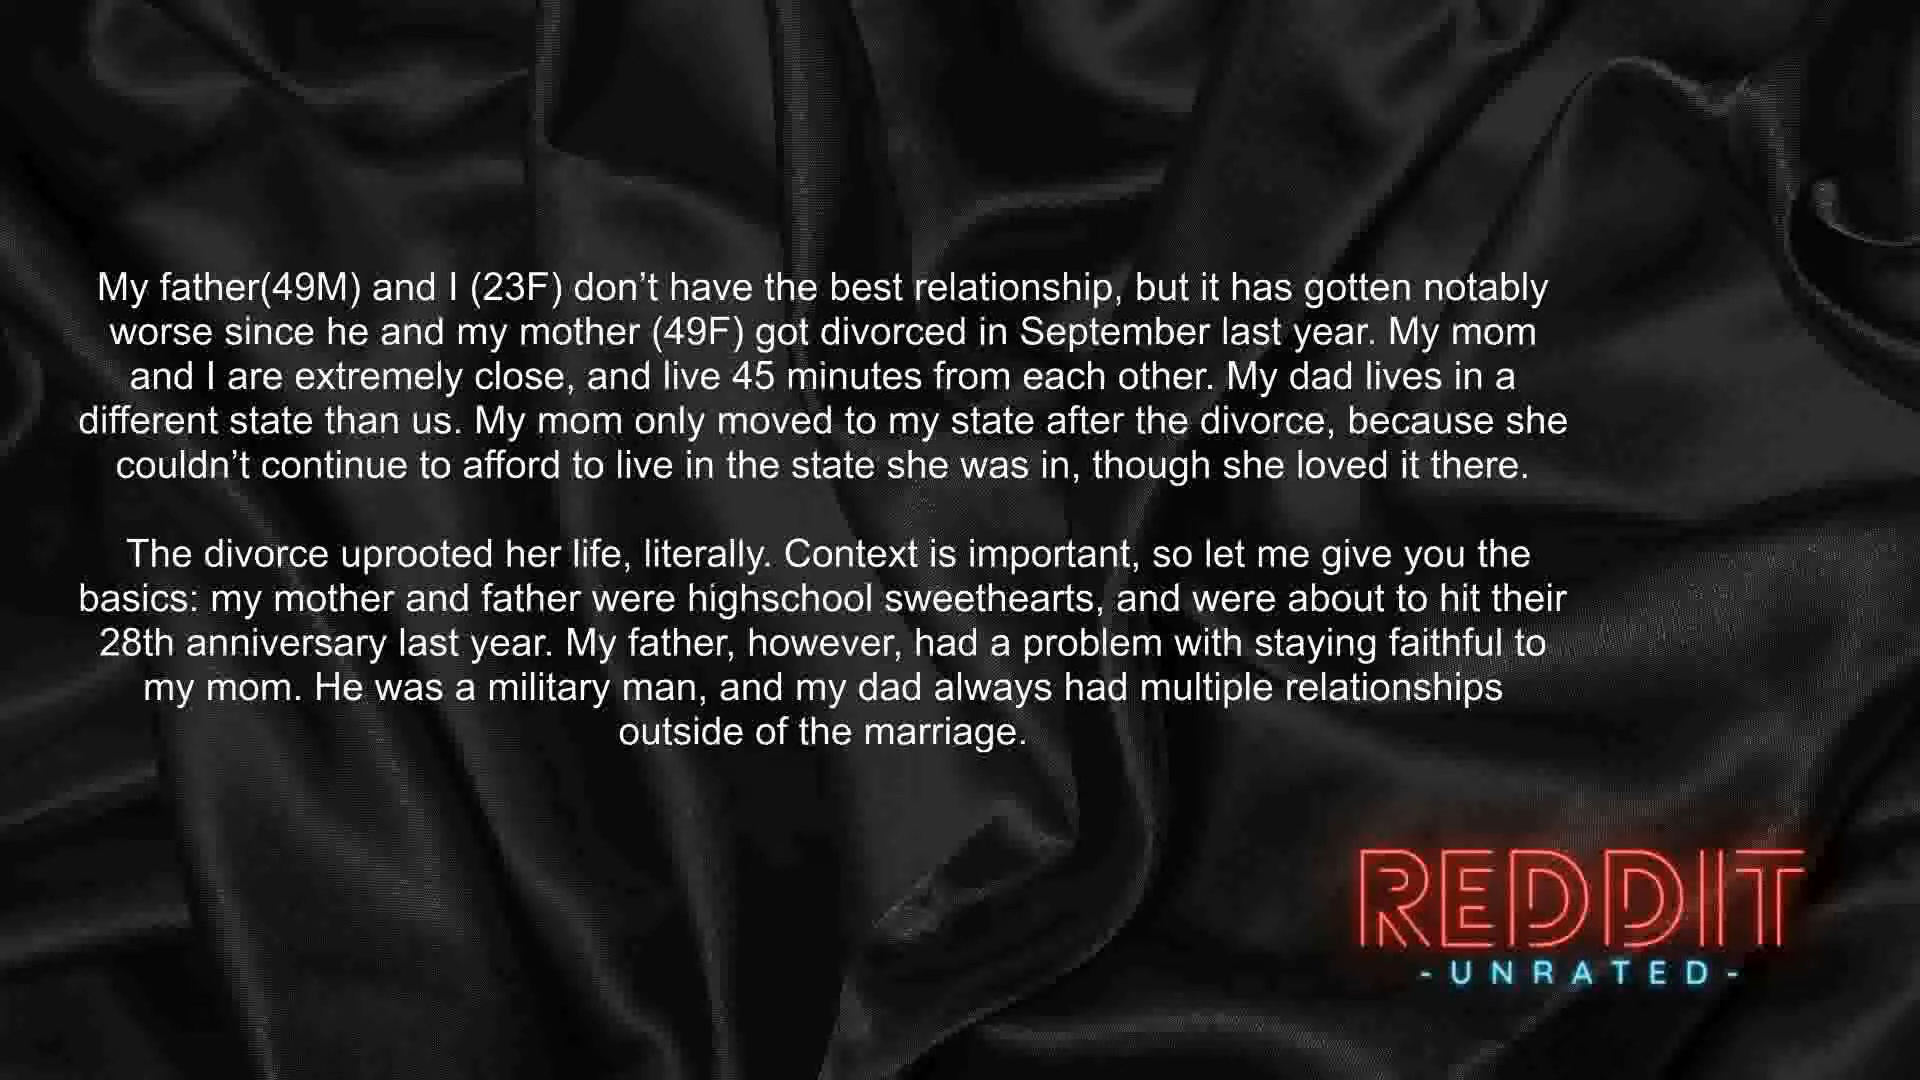 My father(49M) and I (23F) don’t have the best relationship, but it has gotten notably
worse since he and my mother (49F) got divorced in September last year. My mom
and I are extremely close, and live 45 minutes from each other. My dad lives in a
different state than us. My mom only moved to my state after the divorce, because she
couldn’t continue to afford to live in the state she was in, though she loved it there.
The divorce uprooted her life, literally. Context is important, so let me give you the
basics: my mother and father were highschool sweethearts, and were about to hit their
28th anniversary last year. My father, however, had a problem with staying faithful to
my mom. He was a military man, and my dad always had multiple relationships
outside of the marriage.
REDDIT
-UNRATED-